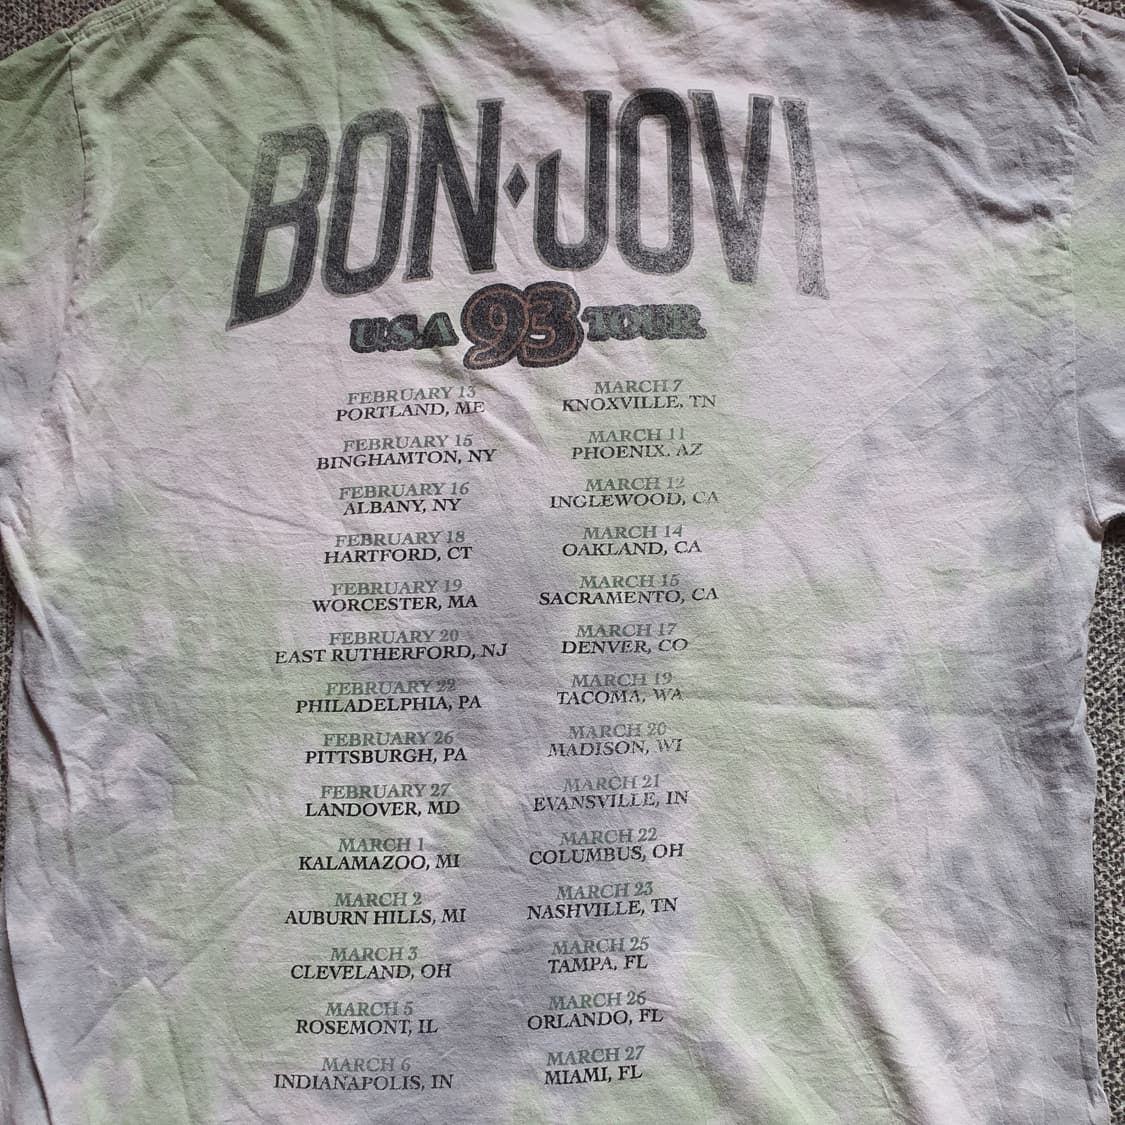 BON·JOVI
U.S.A 93 TOUR
FEBRUARY 13
PORTLAND, ME
FEBRUARY 15
BINGHAMTON, NY
FEBRUARY 16
ALBANY, NY
FEBRUARY 18
HARTFORD, CT
FEBRUARY 19
WORCESTER, MA
FEBRUARY 20
EAST RUTHERFORD, NJ
FEBRUARY 22
PHILADELPHIA, PA
FEBRUARY 26
PITTSBURGH, PA
FEBRUARY 27
LANDOVER, MD
MARCH 1
KALAMAZOO, MI
MARCH 2
AUBURN HILLS, MI
MARCH 3
CLEVELAND, OH
MARCH 5
ROSEMONT, IL
MARCH 6
INDIANAPOLIS, IN
MARCH 7
KNOXVILLE, TN
MARCH 11
PHOENIX, AZ
MARCH 12
INGLEWOOD, CA
MARCH 14
OAKLAND, CA
MARCH 15
SACRAMENTO, CA
MARCH 17
DENVER, CO
MARCH 19
TACOMA, WA
MARCH 20
MADISON, WI
MARCH 21
EVANSVILLE, IN
MARCH 22
COLUMBUS, OH
MARCH 23
NASHVILLE, TN
MARCH 25
TAMPA, FL
MARCH 26
ORLANDO, FL
MARCH 27
MIAMI, FL